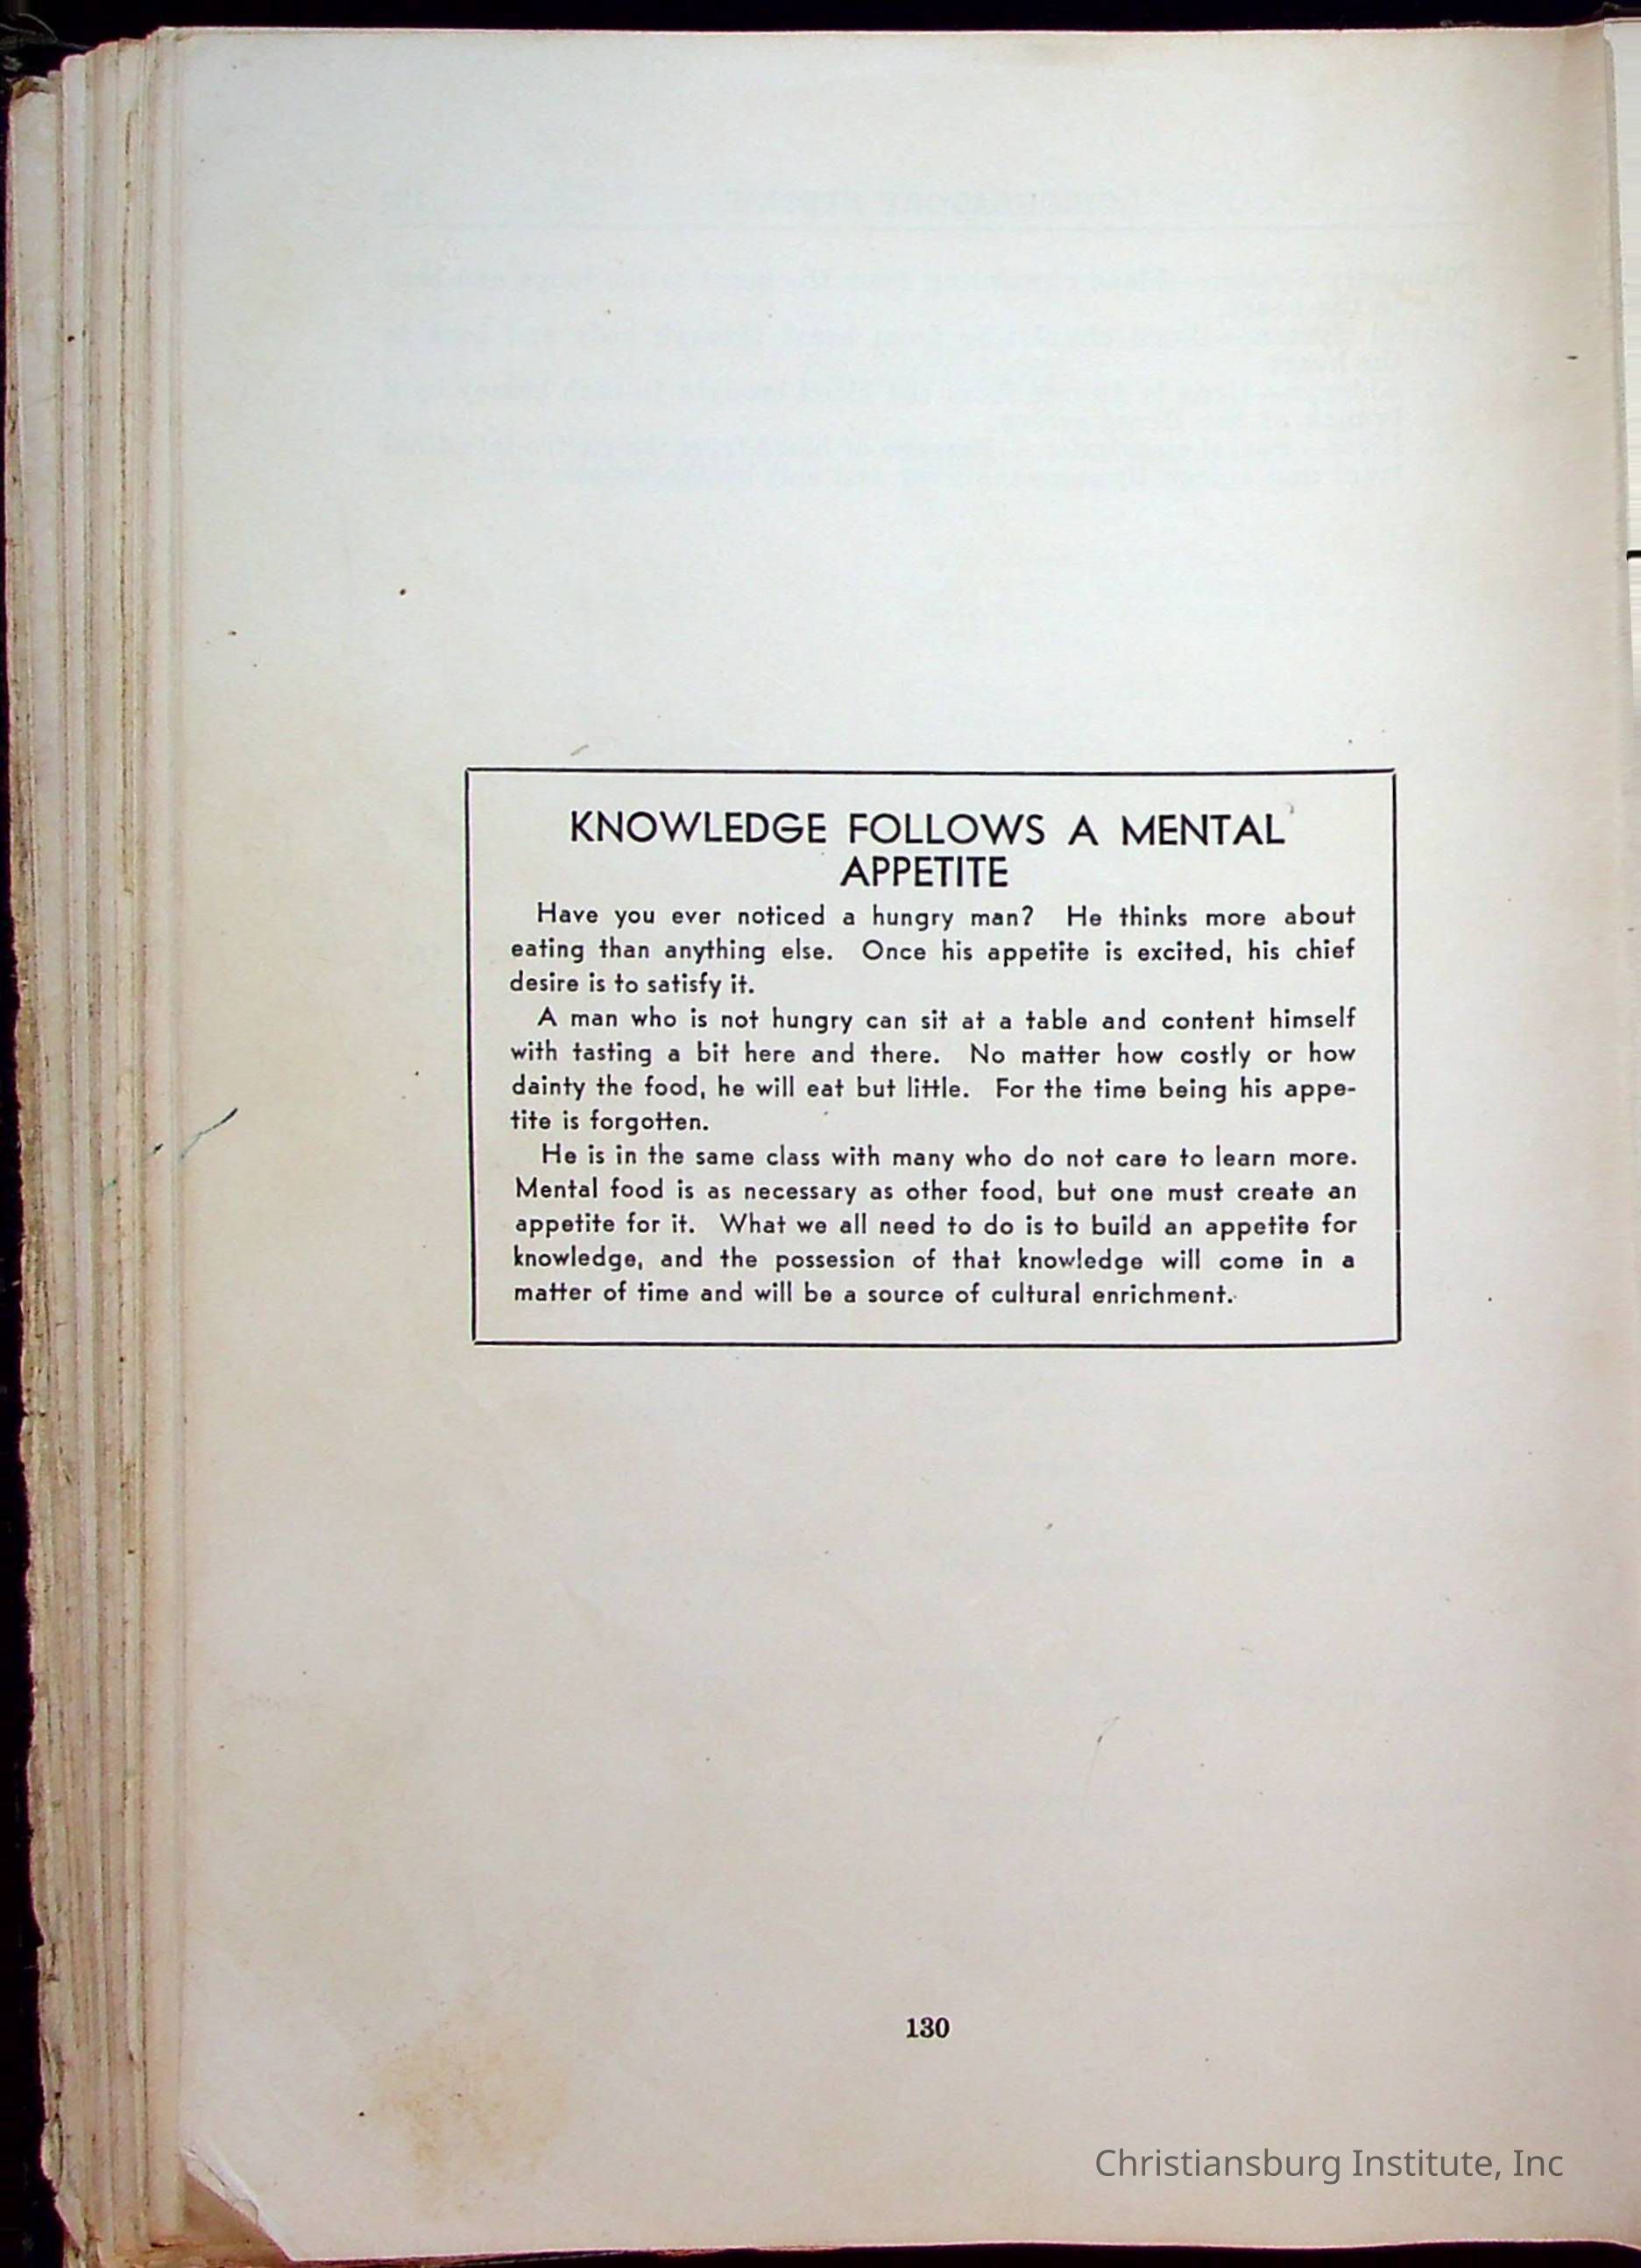 KNOWLEDGE FOLLOWS A MENTAL
APPETITE
Have you ever noticed a hungry man? He thinks more about
eating than anything else. Once his appetite is excited, his chief
desire is to satisfy it.
A man who is not hungry can sit at a table and content himself
with tasting a bit here and there. No matter how costly or how
dainty the food, he will eat but little. For the time being his appe-
tite is forgotten.
He is in the same class with many who do not care to learn more.
Mental food is as necessary as other food, but one must create an
appetite for it. What we all need to do is to build an appetite for
knowledge, and the possession of that knowledge will come in a
matter of time and will be a source of cultural enrichment.
130
Christiansburg Institute, Inc